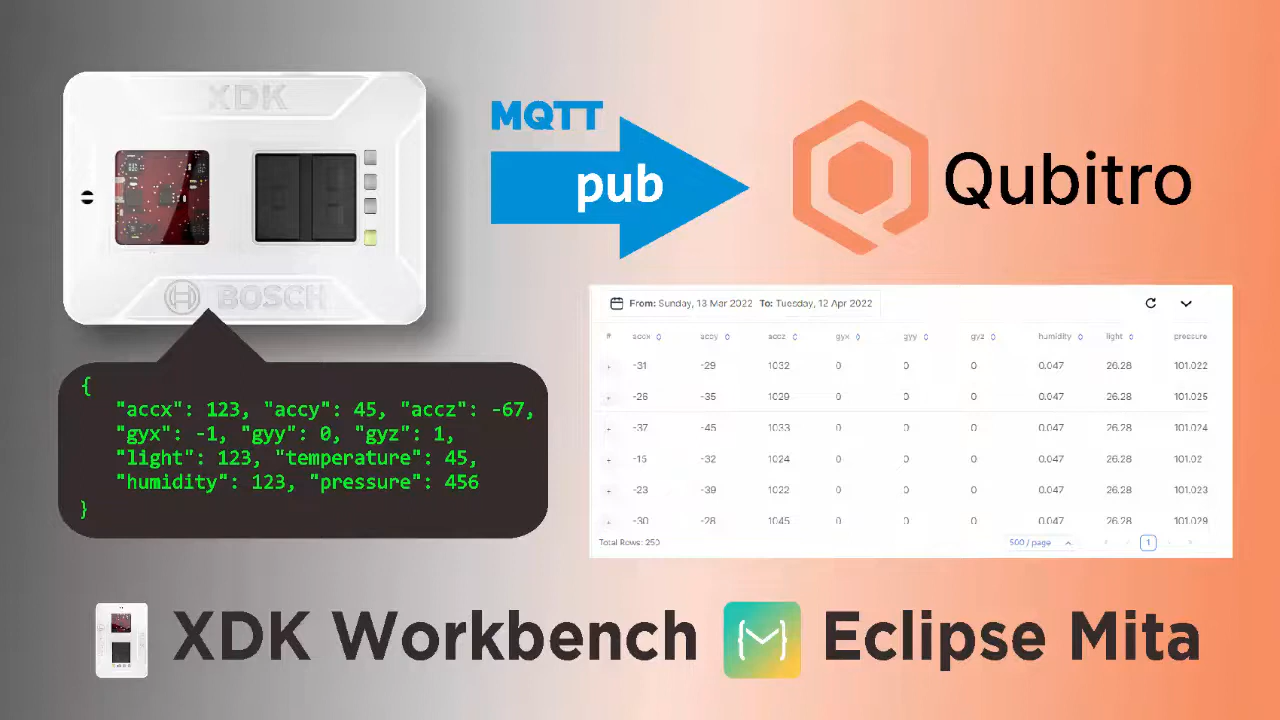 XDK
BOSCH
MQTT
pub
Qubitro
{
"accx": 123, "accy": 45, "accz": -67,
"gyx": -1, "gyy": 0, "gyz": 1,
"light": 123, "temperature": 45,
"humidity": 123, "pressure": 456
}
From: Sunday, 13 Mar 2022 To: Tuesday, 12 Apr 2022
# accx accy accz gyx gyy gyz humidity light pressure
-31 -29 1032 0 0 0 0.047 26.28 101.022
-26 -35 1029 0 0 0 0.047 26.28 101.025
-37 -45 1033 0 0 0 0.047 26.28 101.024
-15 -32 1024 0 0 0 0.047 26.28 101.02
-23 -39 1022 0 0 0 0.047 26.28 101.023
-30 -28 1045 0 0 0 0.047 26.28 101.029
Total Rows: 250 500 / page 1
XDK Workbench
Eclipse Mita